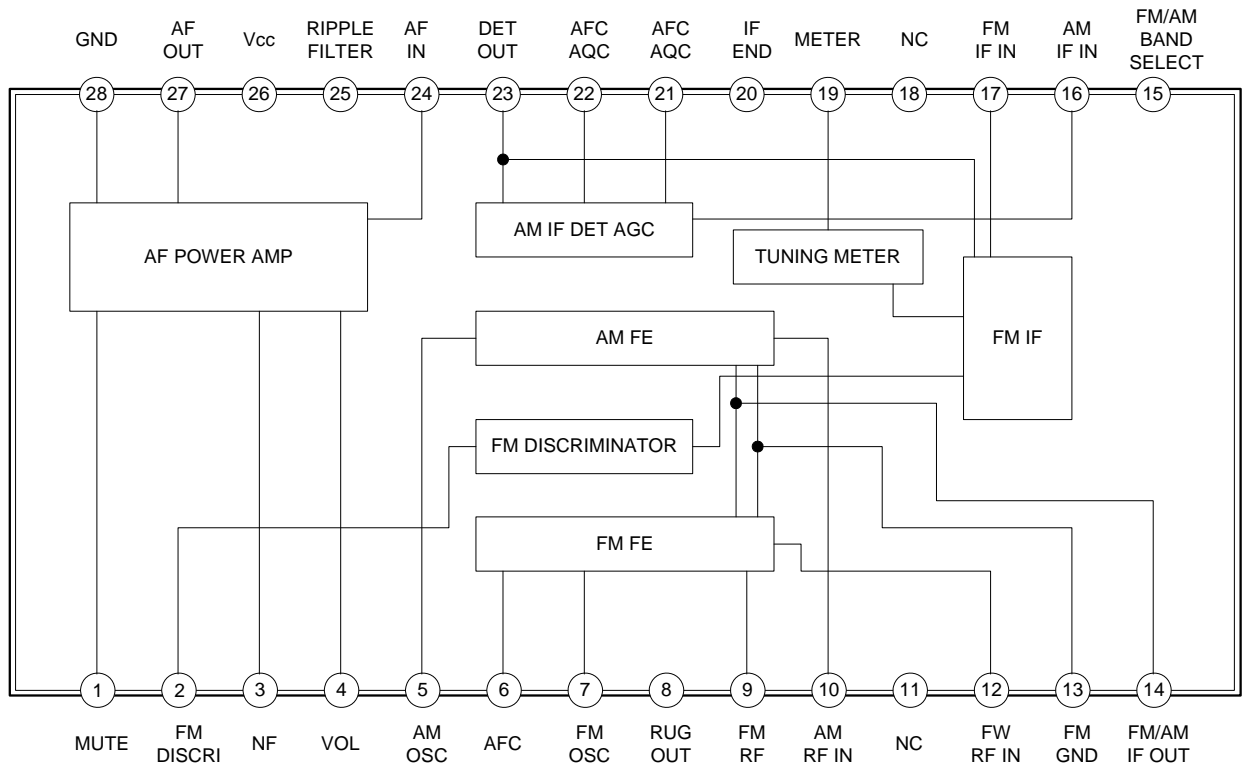 GND
AF
OUT
Vcc
RIPPLE
FILTER
AF
IN
DET
OUT
AFC
AQC
AFC
AQC
IF
END
METER
NC
FM
IF IN
AM
IF IN
FM/AM
BAND
SELECT
28
27
26
25
24
23
22
21
20
19
18
17
16
15
AF POWER AMP
AM IF DET AGC
TUNING METER
FM IF
AM FE
FM DISCRIMINATOR
FM FE
1
2
3
4
5
6
7
8
9
10
11
12
13
14
MUTE
FM
DISCRI
NF
VOL
AM
OSC
AFC
FM
OSC
RUG
OUT
FM
RF
AM
RF IN
NC
FW
RF IN
FM
GND
FM/AM
IF OUT